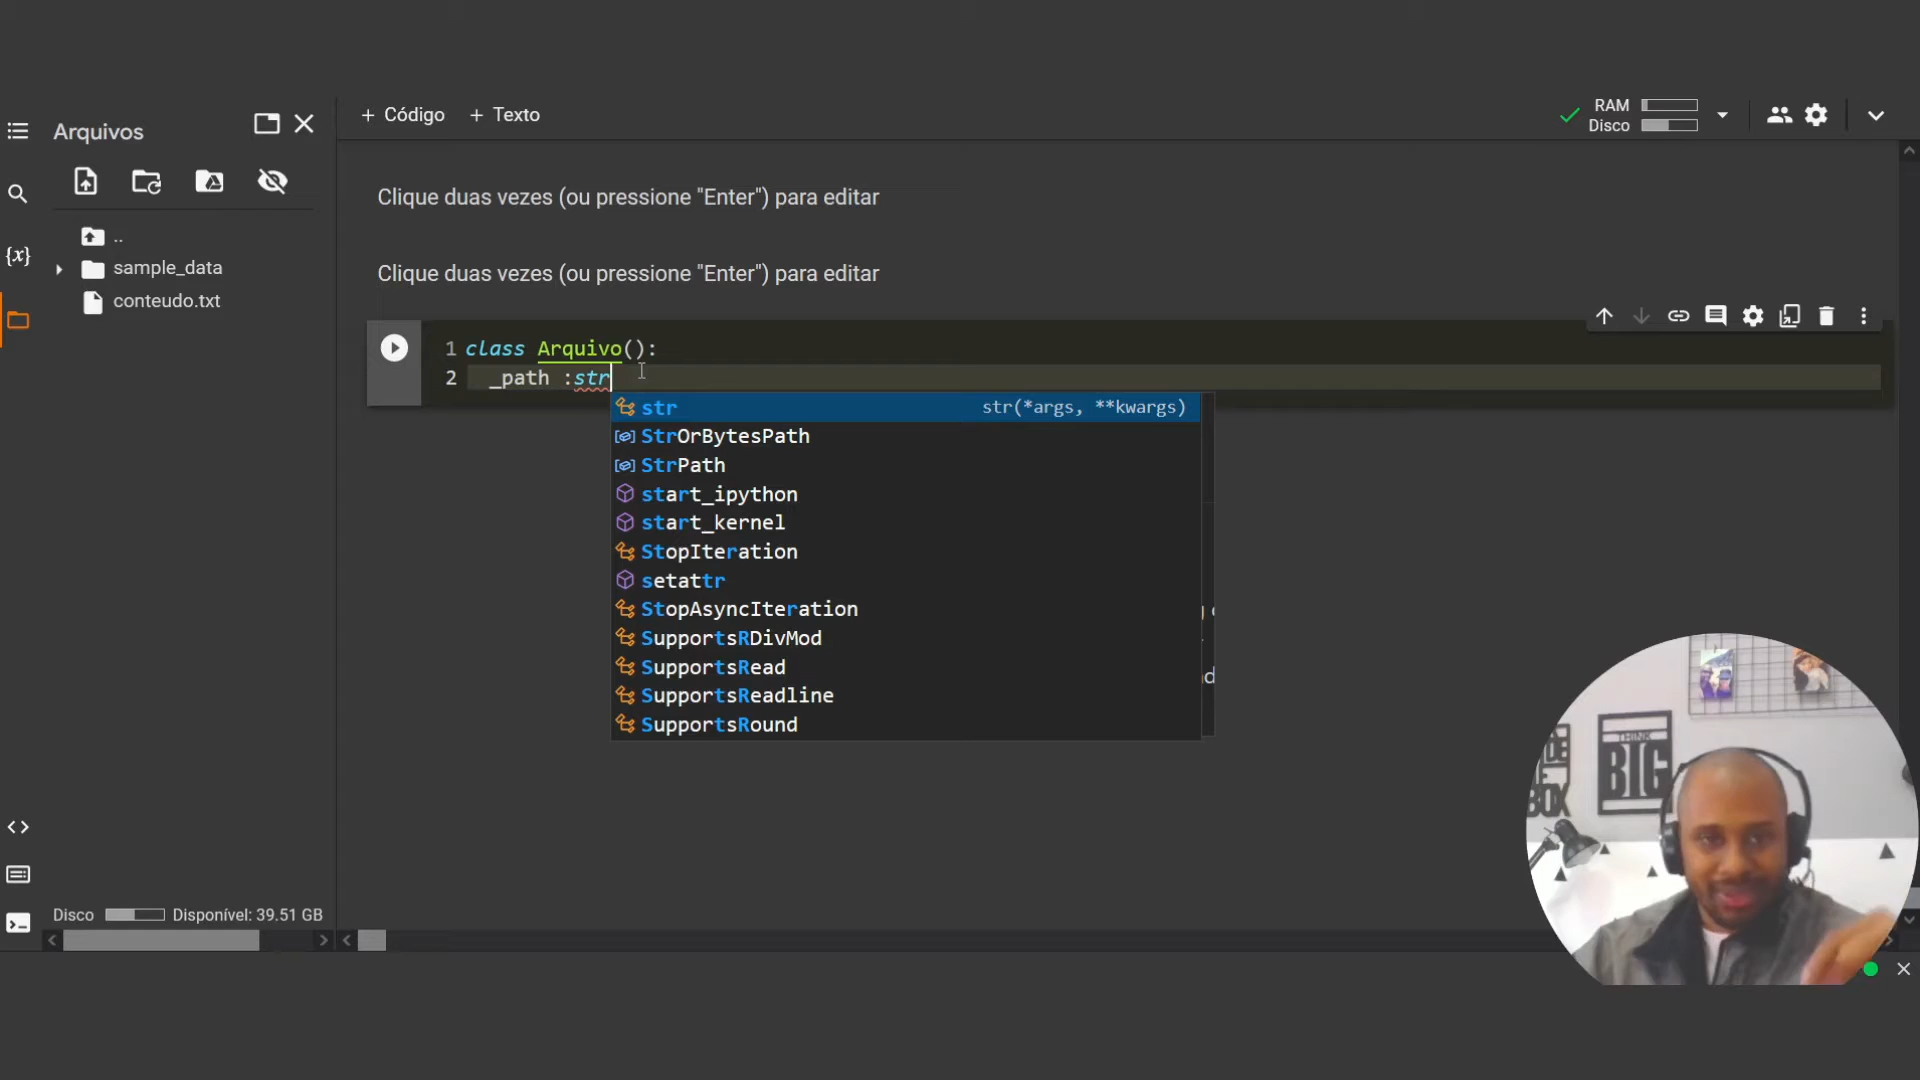 + Código + Texto
RAM
Disco
Arquivos
..
sample_data
conteudo.txt
{x}
Clique duas vezes (ou pressione "Enter") para editar
Clique duas vezes (ou pressione "Enter") para editar
1 class Arquivo():
2 _path :str
str str(*args, **kwargs)
StrOrBytesPath
StrPath
start_ipython
start_kernel
StopIteration
setattr
StopAsyncIteration
SupportsRDivMod
SupportsRead
SupportsReadline
SupportsRound
THINK
BIG
BOX
Disco Disponível: 39.51 GB